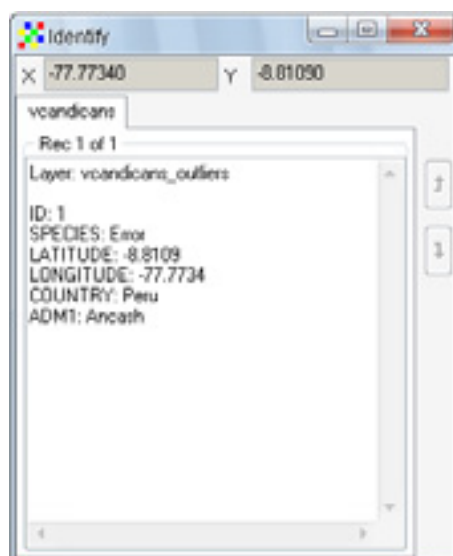 Identify
X -77.77340 Y -8.81090
vcandicans
Rec 1 of 1
Layer: vcandicans_outliers
ID: 1
SPECIES: Error
LATITUDE: -8.8109
LONGITUDE: -77.7734
COUNTRY: Peru
ADM1: Ancash